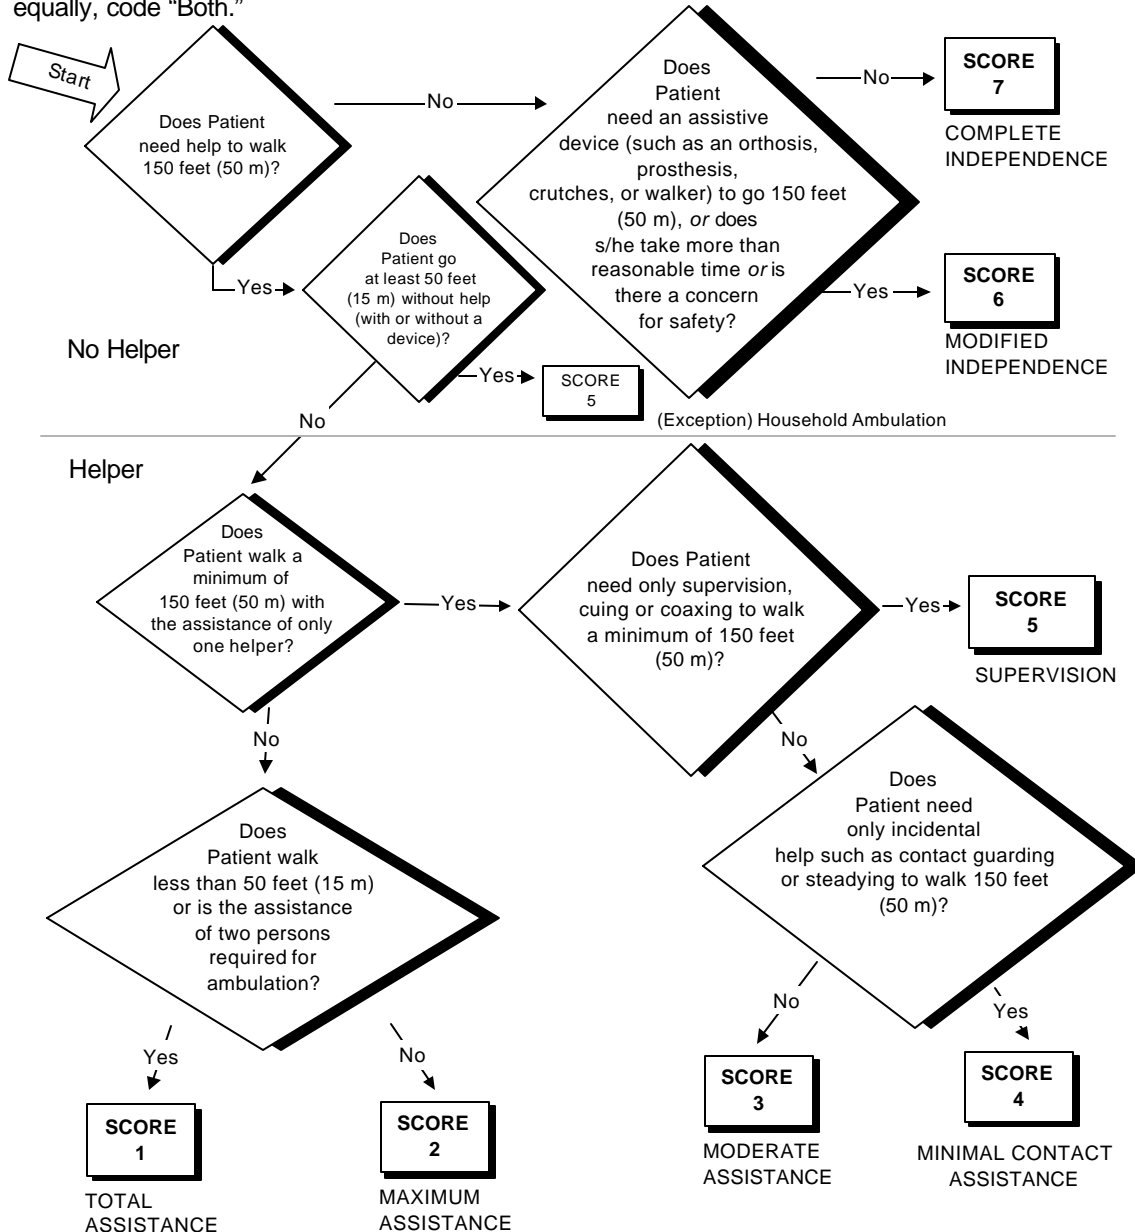 equally, code “Both.”
Start
Does Patient
need help to walk
150 feet (50 m)?
No
Does
Patient
need an assistive
device (such as an orthosis,
prosthesis,
crutches, or walker) to go 150 feet
(50 m), or does
s/he take more than
reasonable time or is
there a concern
for safety?
No
SCORE
7
COMPLETE
INDEPENDENCE
Yes
SCORE
6
MODIFIED
INDEPENDENCE
Yes
Does
Patient go
at least 50 feet
(15 m) without help
(with or without a
device)?
Yes
SCORE
5
(Exception) Household Ambulation
No Helper
No
Helper
Does
Patient walk a
minimum of
150 feet (50 m) with
the assistance of only
one helper?
Yes
Does Patient
need only supervision,
cuing or coaxing to walk
a minimum of 150 feet
(50 m)?
Yes
SCORE
5
SUPERVISION
No
No
Does
Patient need
only incidental
help such as contact guarding
or steadying to walk 150 feet
(50 m)?
Does
Patient walk
less than 50 feet (15 m)
or is the assistance
of two persons
required for
ambulation?
Yes
No
No
Yes
SCORE
1
TOTAL
ASSISTANCE
SCORE
2
MAXIMUM
ASSISTANCE
SCORE
3
MODERATE
ASSISTANCE
SCORE
4
MINIMAL CONTACT
ASSISTANCE